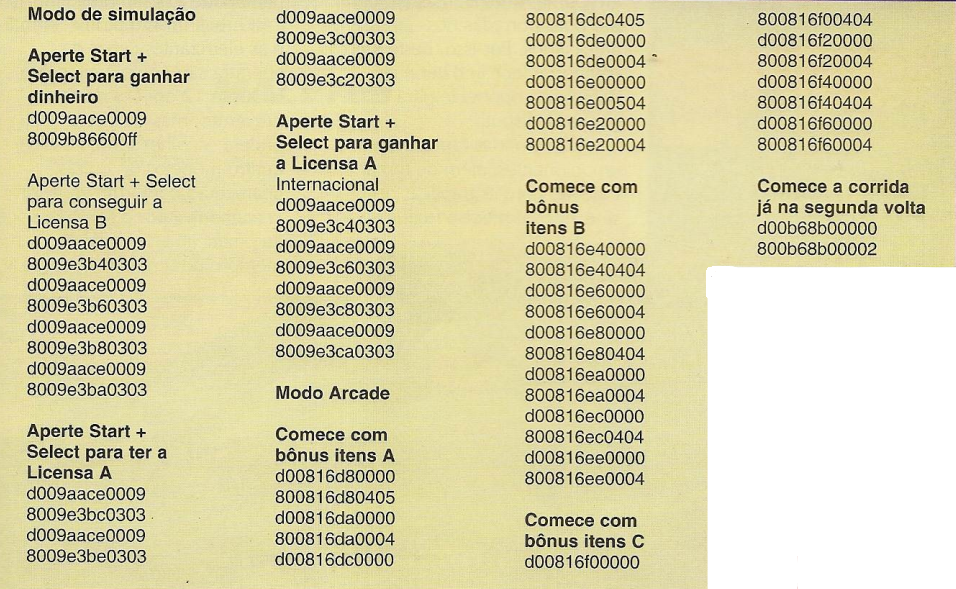 Modo de simulação
Aperte Start +
Select para ganhar
dinheiro
d009aace0009
8009b86600ff
Aperte Start + Select
para conseguir a
Licensa B
d009aace0009
8009e3b40303
d009aace0009
8009e3b60303
d009aace0009
8009e3b80303
d009aace0009
8009e3ba0303
Aperte Start +
Select para ter a
Licensa A
d009aace0009
8009e3bc0303
d009aace0009
8009e3be0303
d009aace0009
8009e3c00303
d009aace0009
8009e3c20303
Aperte Start +
Select para ganhar
a Licensa A
Internacional
d009aace0009
8009e3c40303
d009aace0009
8009e3c60303
d009aace0009
8009e3c80303
d009aace0009
8009e3ca0303
Modo Arcade
Comece com
bônus itens A
d00816d80000
800816d80405
d00816da0000
800816da0004
d00816dc0000
800816dc0405
d00816de0000
800816de0004
d00816e00000
800816e00504
d00816e20000
800816e20004
Comece com
bônus
itens B
d00816e40000
800816e40404
d00816e60000
800816e60004
d00816e80000
800816e80404
d00816ea0000
800816ea0004
d00816ec0000
800816ec0404
d00816ee0000
800816ee0004
Comece com
bônus itens C
d00816f00000
800816f00404
d00816f20000
800816f20004
d00816f40000
800816f40404
d00816f60000
800816f60004
Comece a corrida
já na segunda volta
d00b68b00000
800b68b00002